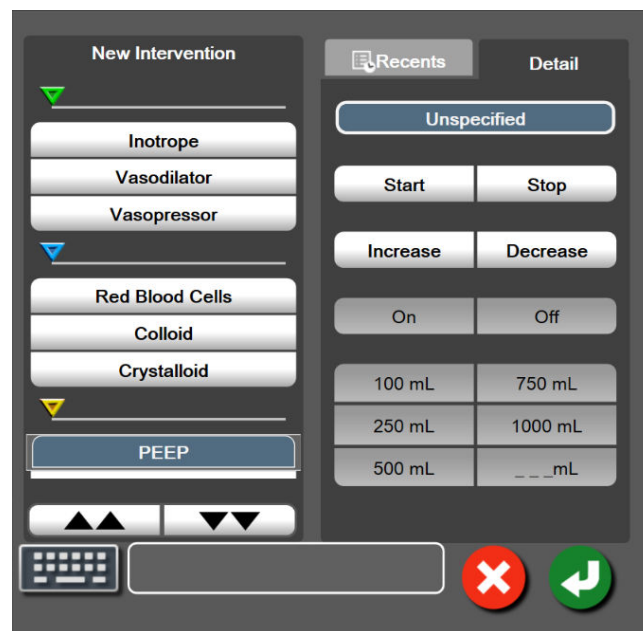 New Intervention
Inotrope
Vasodilator
Vasopressor
Red Blood Cells
Colloid
Crystalloid
PEEP
Recents
Detail
Unspecified
Start
Stop
Increase
Decrease
On
Off
100 mL
750 mL
250 mL
1000 mL
500 mL
_ _ _mL